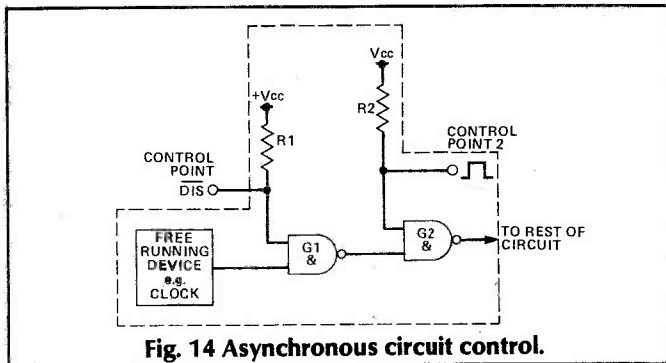 Vcc
+Vcc
R2
R1
CONTROL
POINT 2
CONTROL
POINT
DIS
G1
&
G2
&
TO REST OF
CIRCUIT
FREE
RUNNING
DEVICE
e.g.
CLOCK
Fig. 14 Asynchronous circuit control.